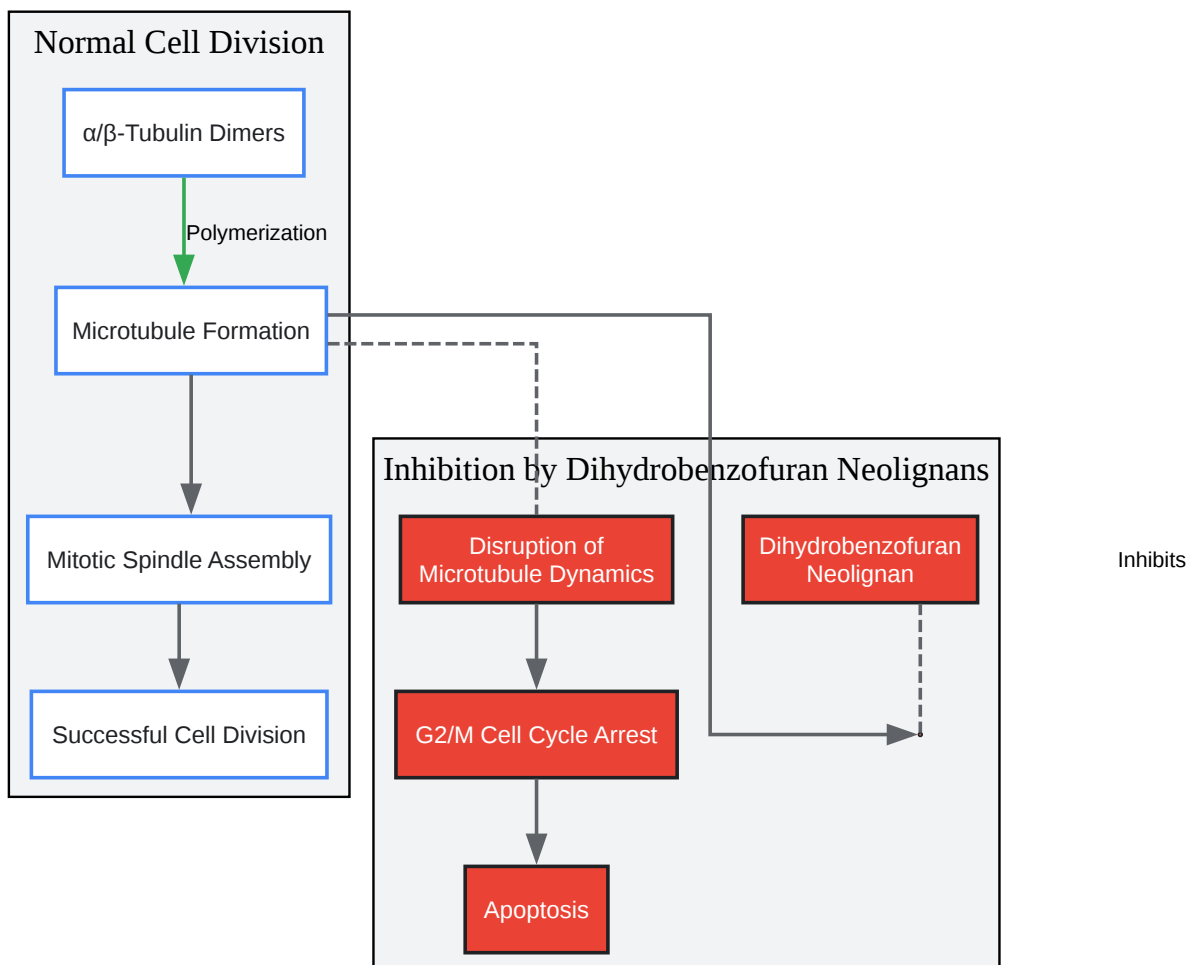 Normal Cell Division
α/β-Tubulin Dimers
Polymerization
Microtubule Formation
Mitotic Spindle Assembly
Successful Cell Division
Inhibition by Dihydrobenzofuran Neolignans
Disruption of
Microtubule Dynamics
Dihydrobenzofuran
Neolignan
Inhibits
G2/M Cell Cycle Arrest
Apoptosis